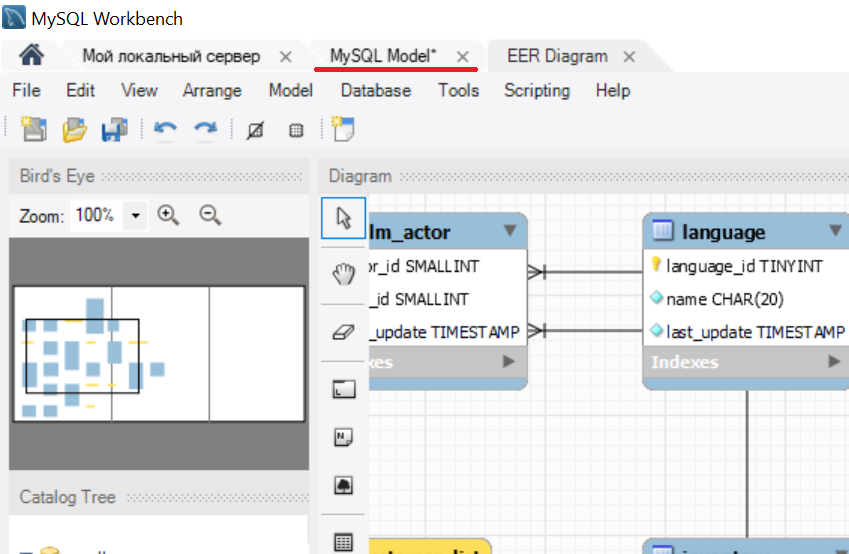 MySQL Workbench
Мой локальный сервер MySQL Model* EER Diagram
File Edit View Arrange Model Database Tools Scripting Help
Bird's Eye
Diagram
Zoom: 100%
lm_actor
or_id SMALLINT
_id SMALLINT
_update TIMESTAMP
xes
language
language_id TINYINT
name CHAR(20)
last_update TIMESTAMP
Indexes
Catalog Tree